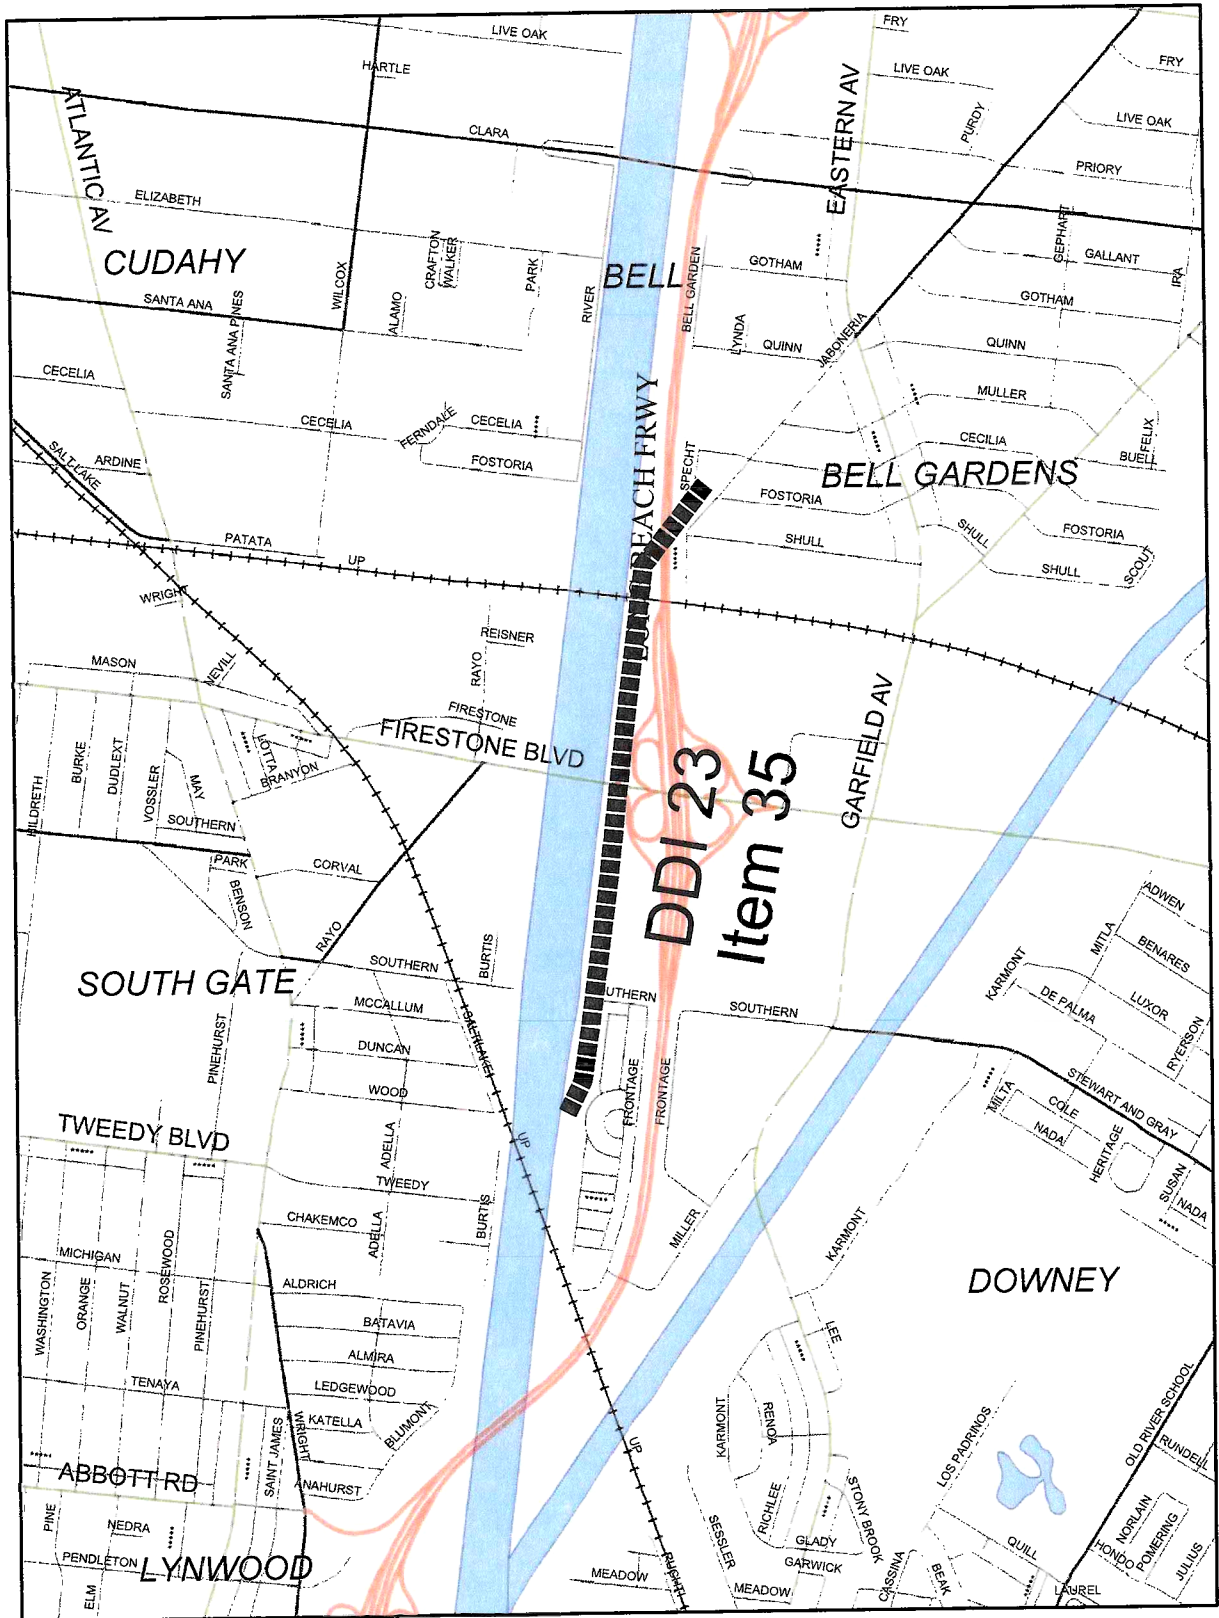 LIVE OAK
FRY
HARTLE
LIVE OAK
FRY
ATLANTIC AV
CLARA
EASTERN AV
PURDY
LIVE OAK
PRIORY
ELIZABETH
CUDAHY
WILCOX
CRAFTON
WALKER
PARK
RIVER
BELL
BELL GARDEN
GOTHAM
GEPHART
GALLANT
IRA
SANTA ANA
SANTA ANA PINES
ALAMO
GOTHAM
LYNDA
QUINN
JABONERIA
QUINN
CECELIA
MULLER
CECELIA
FERNDALE
CECELIA
FOSTORIA
CECILIA
FELIX
BUELL
SALT LAKE
ARDINE
SPECHT
BELL GARDENS
FOSTORIA
SHULL
SHULL
FOSTORIA
SHULL
SCOUT
PATATA
UP
WRIGHT
REISNER
RAYO
MASON
NEVILL
FIRESTONE
FIRESTONE BLVD
GARFIELD AV
HILDRETH
BURKE
DUDLEXT
VOSSLER
MAY
LOTTA
BRANYON
SOUTHERN
DDI 23
Item 35
PARK
CORVAL
BENSON
RAYO
ADWEN
MITLA
BENARES
SOUTH GATE
SOUTHERN
BURTIS
KARMONT
MCCALLUM
UTHERN
SOUTHERN
DE PALMA
LUXOR
RYERSON
PINEHURST
DUNCAN
SALT LAKE
WOOD
FRONTAGE
FRONTAGE
STEWART AND GRAY
MILTA
COLE
NADA
HERITAGE
TWEEDY BLVD
ADELLA
UP
TWEEDY
SUSAN
NADA
CHAKEMCO
ADELLA
BURTIS
MILLER
KARMONT
MICHIGAN
ROSEWOOD
ALDRICH
DOWNEY
WASHINGTON
ORANGE
WALNUT
PINEHURST
BATAVIA
LEE
ALMIRA
TENAYA
LEDGEWOOD
KATELLA
BLUMONT
WRIGHT
SAINT JAMES
KARMONT
RENOA
LOS PADRINOS
OLD RIVER SCHOOL
RUNDELL
UP
ABBOTT RD
ANAHURST
RICHLEE
STONY BROOK
PINE
NEDRA
SESSLER
GLADY
GARWICK
QUILL
NORLAIN
HONDO
POMERING
JULIUS
PENDLETON
LYNWOOD
ELM
MEADOW
MEADOW
CASSINA
BEAK
LAUREL